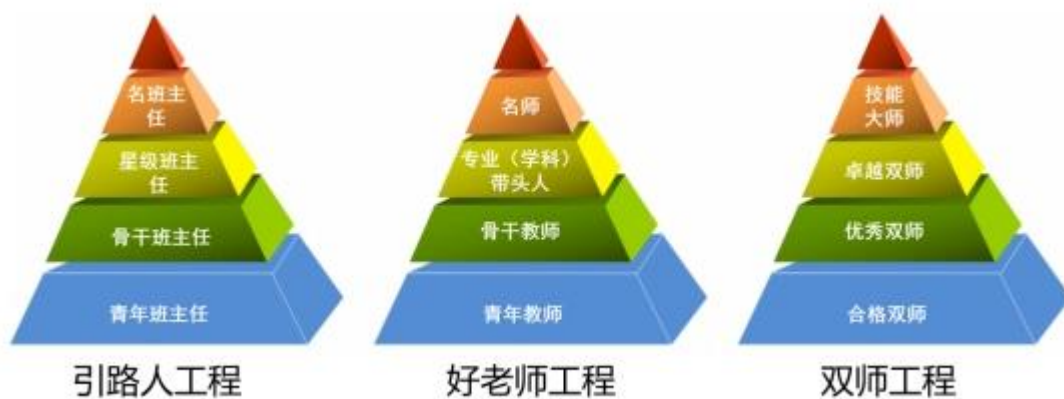 名班主
任
星级班主
任
骨干班主任
青年班主任
引路人工程
名师
专业（学科）
带头人
骨干教师
青年教师
好老师工程
技能
大师
卓越双师
优秀双师
合格双师
双师工程